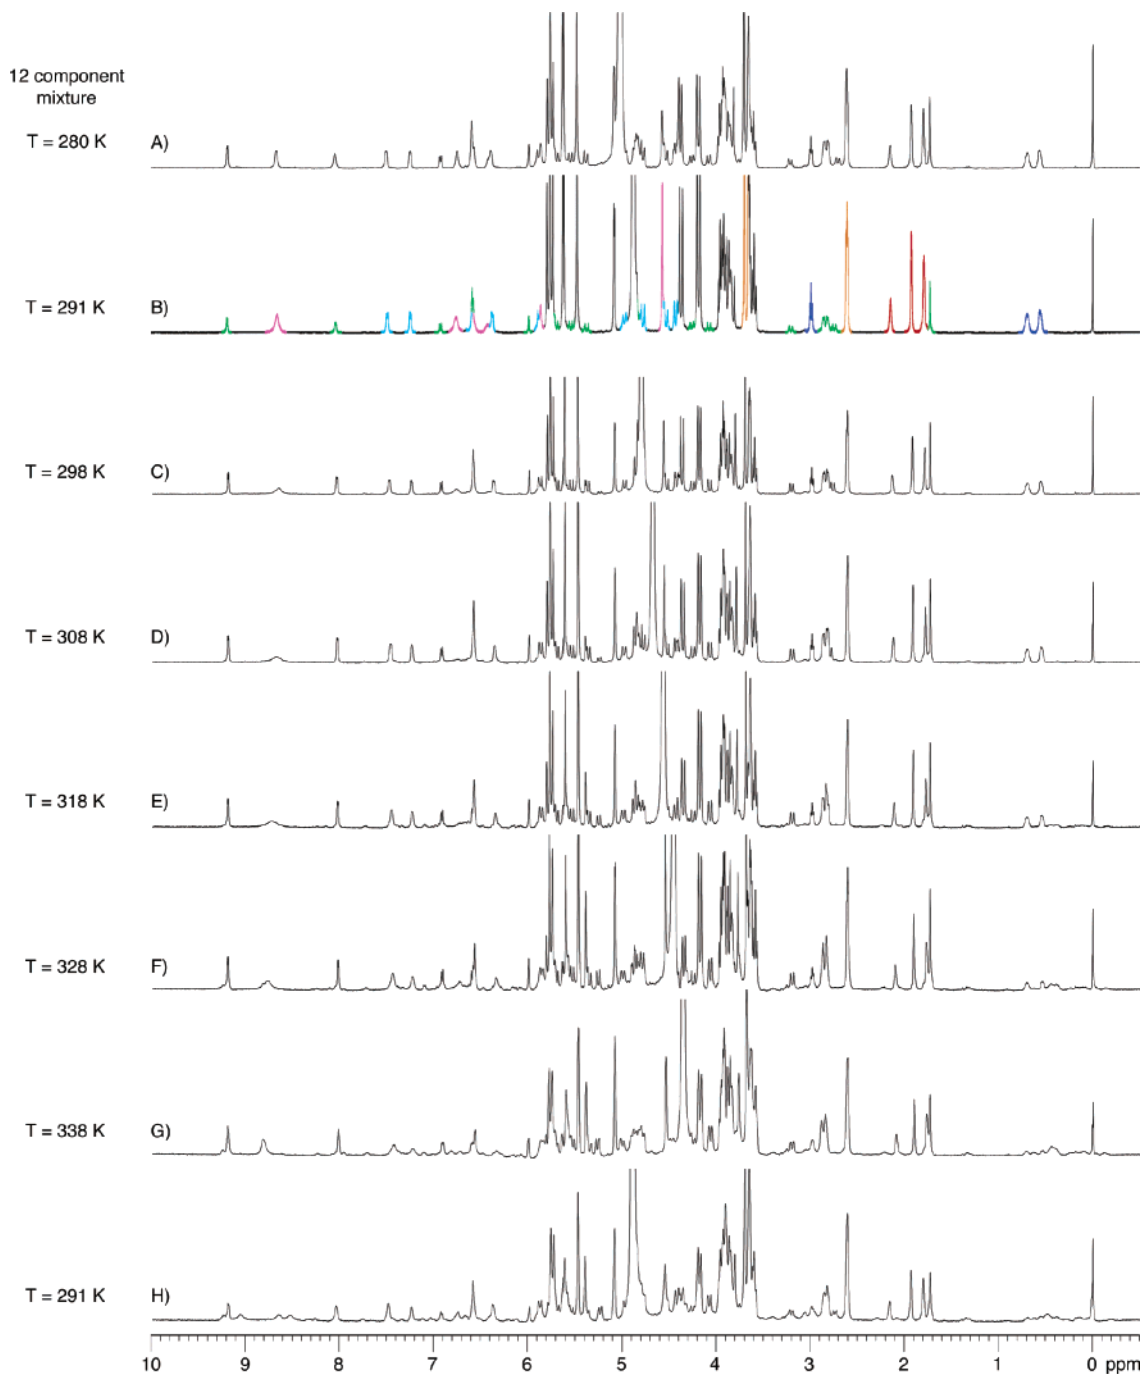 12 component
mixture
T = 280 K A)
T = 291 K B)
T = 298 K C)
T = 308 K D)
T = 318 K E)
T = 328 K F)
T = 338 K G)
T = 291 K H)
10 9 8 7 6 5 4 3 2 1 0 ppm